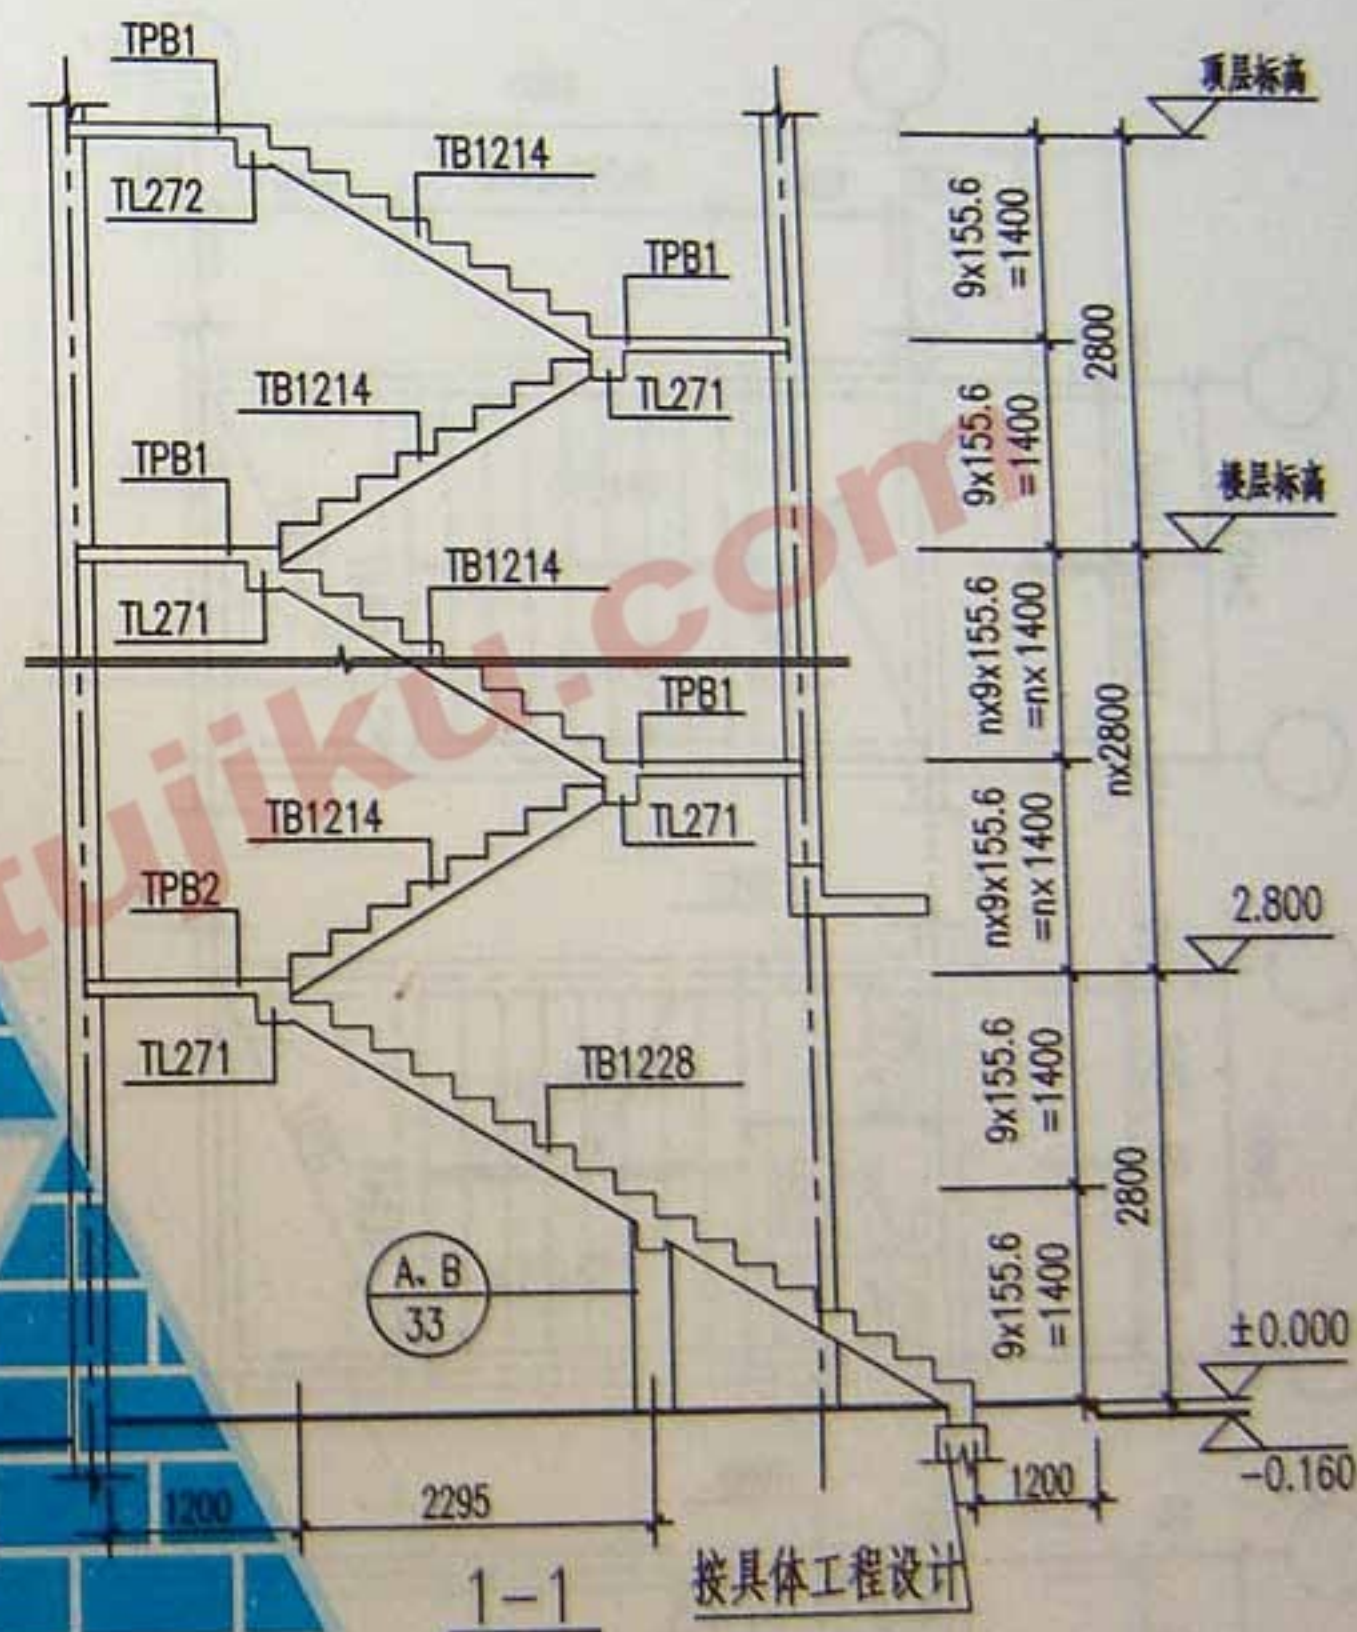 TPB1
顶层标高
TB1214
TL272
9x155.6
=1400
TPB1
2800
TB1214
TL271
9x155.6
=1400
TPB1
楼层标高
TB1214
TL271
nx9x155.6
=nx1400
TPB1
nx2800
TB1214
TL271
nx9x155.6
=nx1400
TPB2
2.800
TL271
TB1228
9x155.6
=1400
2800
A、B
33
9x155.6
=1400
±0.000
-0.160
1200
2295
1200
1-1
按具体工程设计
tujiku.com